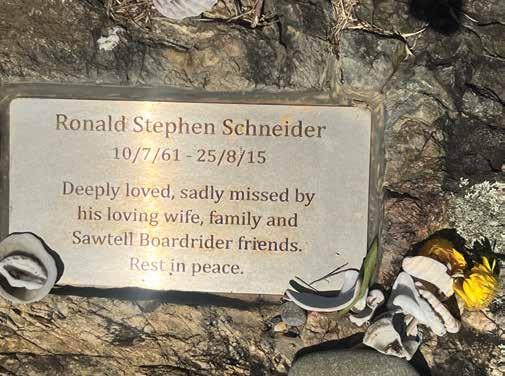 Ronald Stephen Schneider
10/7/61 - 25/8/15
Deeply loved, sadly missed by
his loving wife, family and
Sawtell Boardrider friends.
Rest in peace.